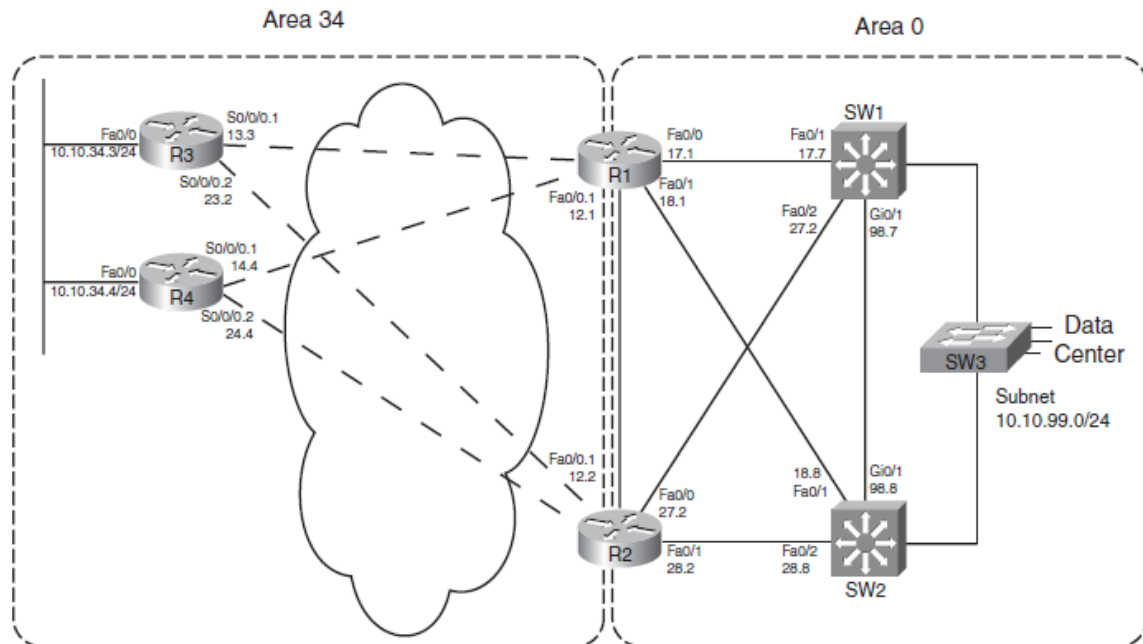 Area 34
Area 0
Fa0/0
10.10.34.3/24
R3
S0/0/0.1
13.3
S0/0/0.2
23.2
Fa0/0
10.10.34.4/24
R4
S0/0/0.1
14.4
S0/0/0.2
24.4
R1
Fa0/0
17.1
Fa0/1
18.1
Fa0/0.1
12.1
SW1
Fa0/1
17.7
Fa0/2
27.2
Gi0/1
98.7
SW3
Data
Center
Subnet
10.10.99.0/24
Fa0/0.1
12.2
R2
Fa0/0
27.2
Fa0/1
28.2
18.8
Fa0/1
Gi0/1
98.8
Fa0/2
28.8
SW2